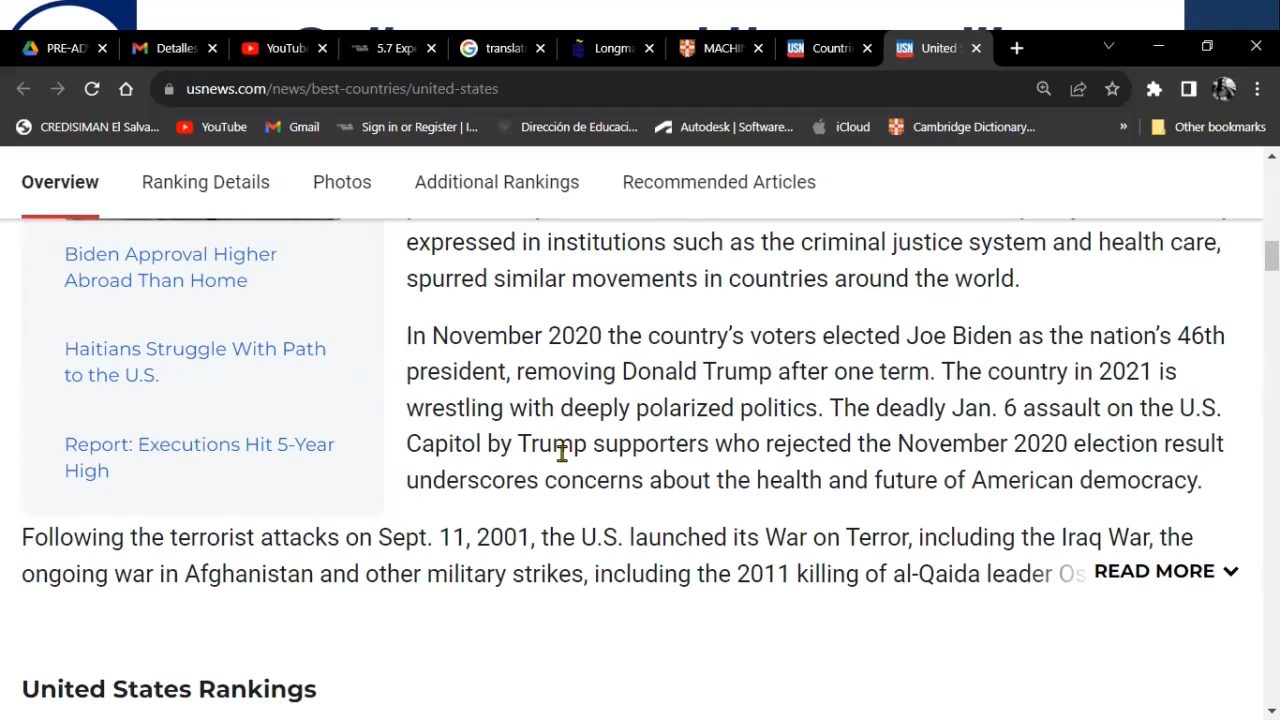 PRE-AD
Detalles
YouTube
5.7 Exp
translat
Longma
MACHI
Countri
United
usnews.com/news/best-countries/united-states
CREDISIMAN El Salva...
YouTube
Gmail
Sign in or Register | I...
Dirección de Educaci...
Autodesk | Software...
iCloud
Cambridge Dictionary...
»
Other bookmarks
Overview
Ranking Details
Photos
Additional Rankings
Recommended Articles
Biden Approval Higher
Abroad Than Home
Haitians Struggle With Path
to the U.S.
Report: Executions Hit 5-Year
High
expressed in institutions such as the criminal justice system and health care,
spurred similar movements in countries around the world.
In November 2020 the country’s voters elected Joe Biden as the nation’s 46th
president, removing Donald Trump after one term. The country in 2021 is
wrestling with deeply polarized politics. The deadly Jan. 6 assault on the U.S.
Capitol by Trump supporters who rejected the November 2020 election result
underscores concerns about the health and future of American democracy.
Following the terrorist attacks on Sept. 11, 2001, the U.S. launched its War on Terror, including the Iraq War, the
ongoing war in Afghanistan and other military strikes, including the 2011 killing of al-Qaida leader Os READ MORE
United States Rankings